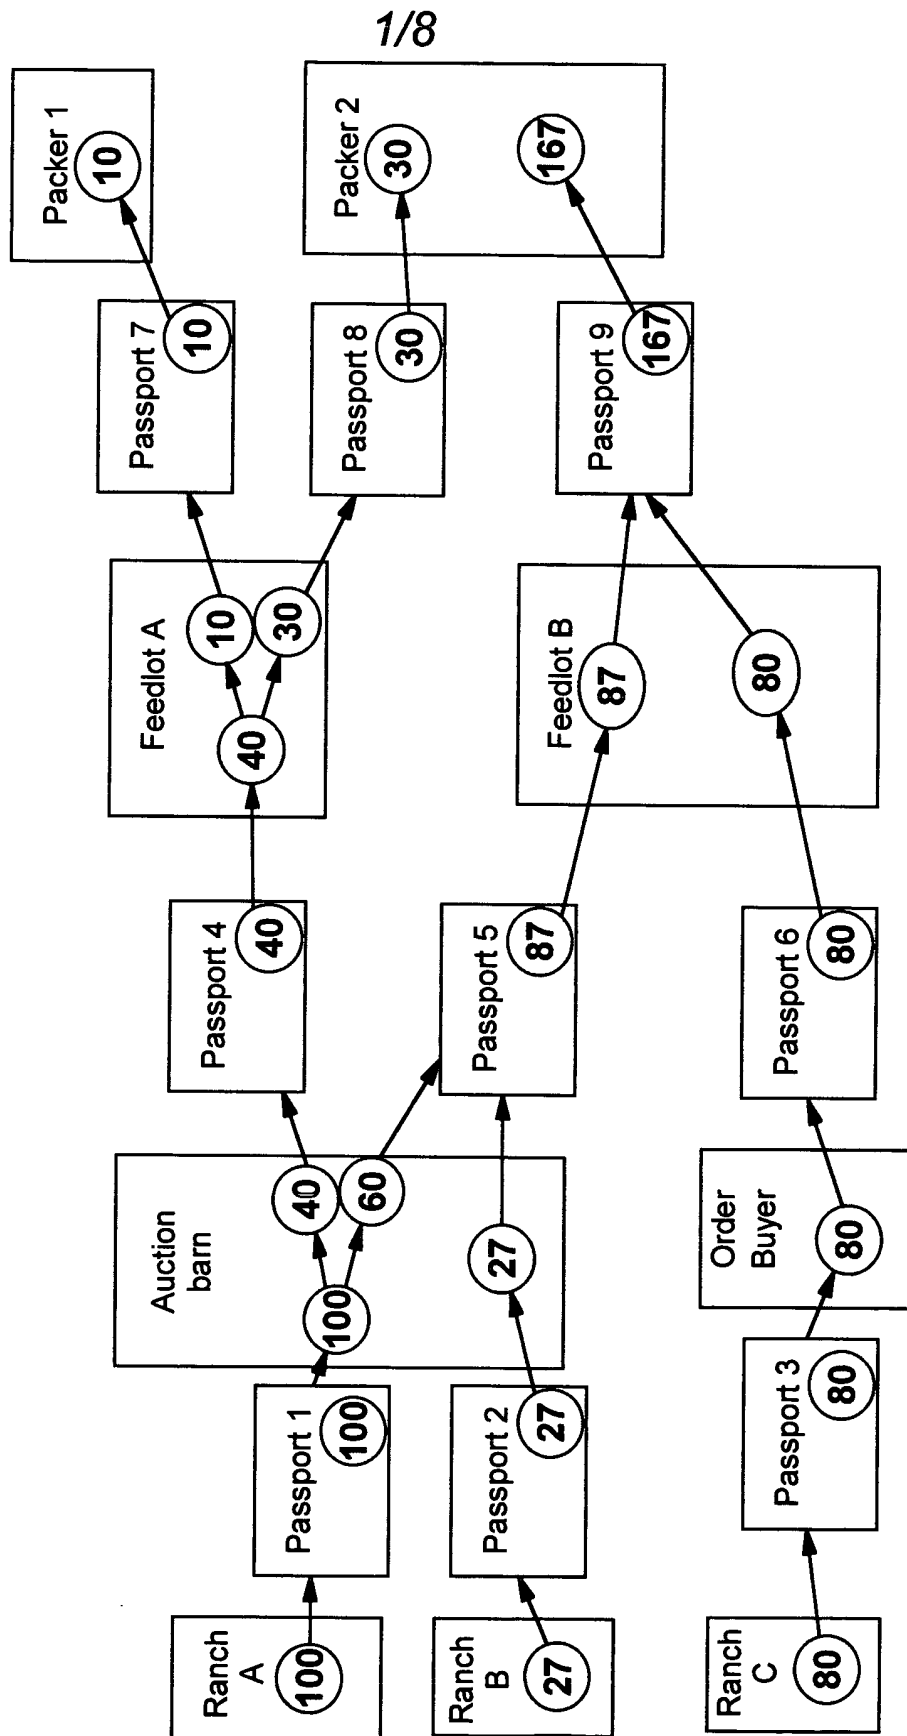 1/8
Ranch
A
100
Passport 1
100
Auction
barn
100
40
60
27
Passport 4
40
Feedlot A
40
10
30
Passport 7
10
Packer 1
10
Passport 8
30
Packer 2
30
167
Ranch
B
27
Passport 2
27
Passport 5
87
Feedlot B
87
80
Passport 9
167
Ranch
C
80
Passport 3
80
Order
Buyer
80
Passport 6
80